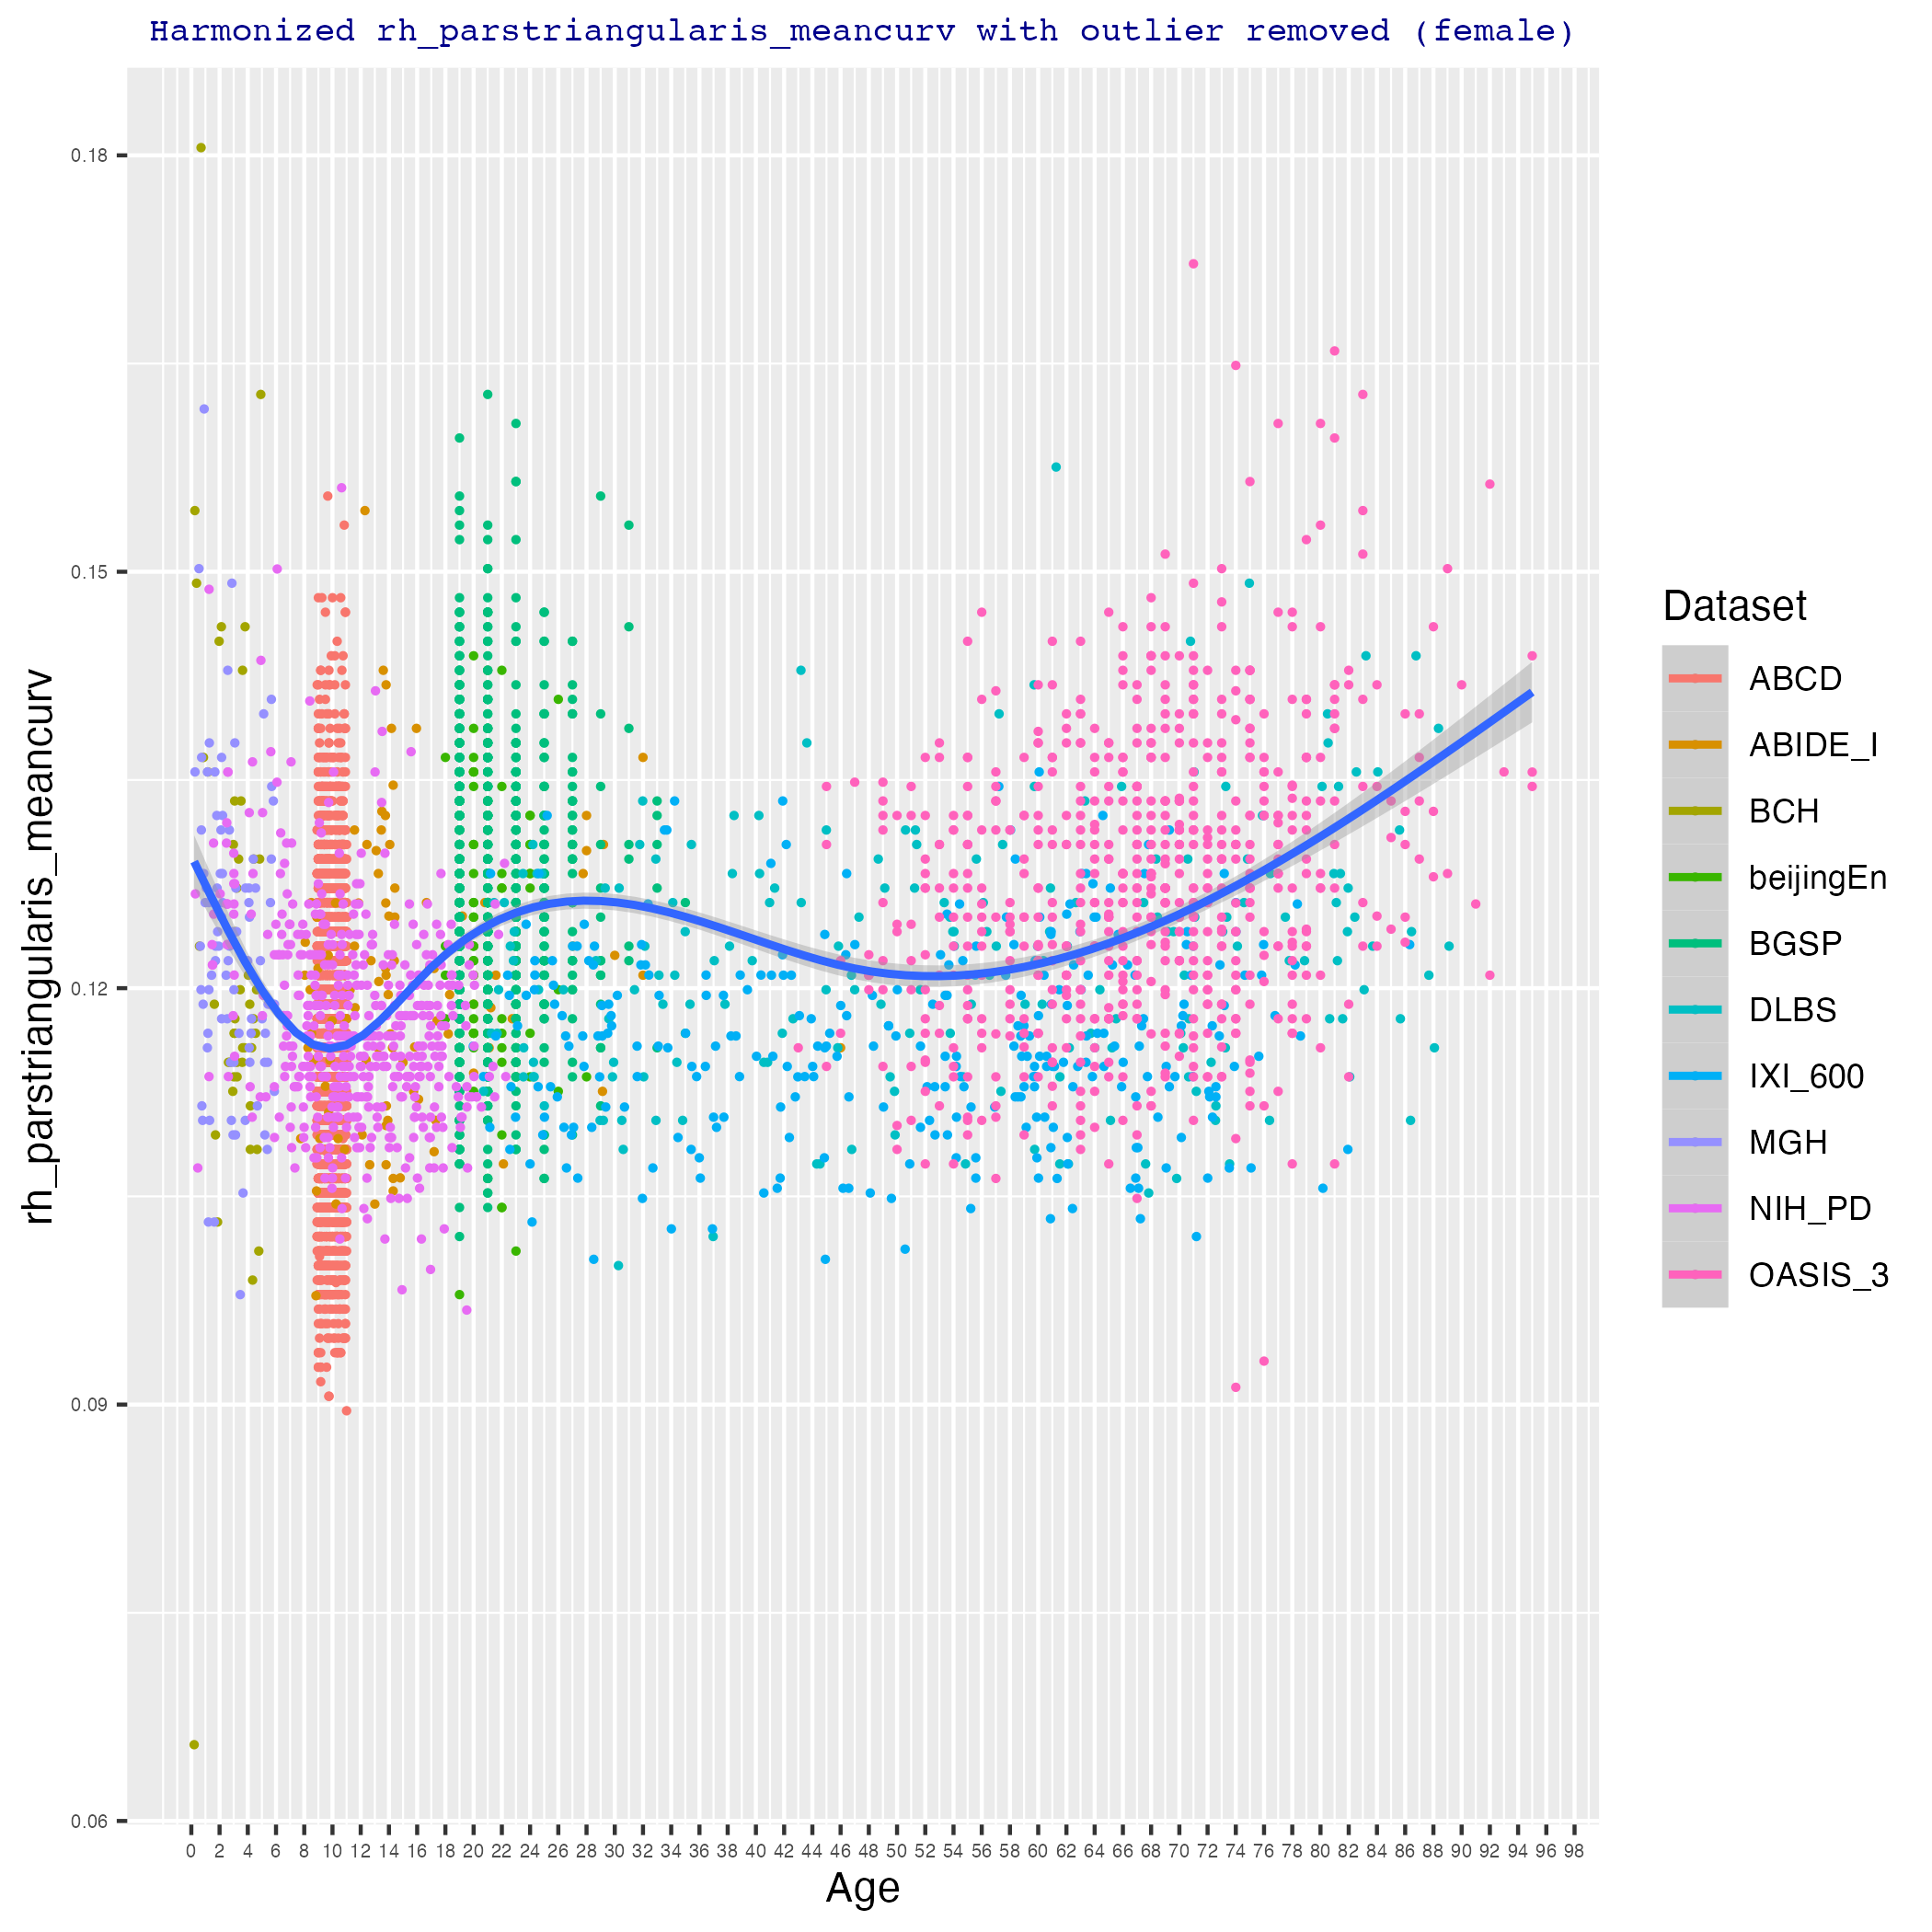 Harmonized rh_parstriangularis_meancurv with outlier removed (female)
rh_parstriangularis_meancurv
0.18
0.15
0.12
0.09
0.06
0 2 4 6 8 10 12 14 16 18 20 22 24 26 28 30 32 34 36 38 40 42 44 46 48 50 52 54 56 58 60 62 64 66 68 70 72 74 76 78 80 82 84 86 88 90 92 94 96 98
Age
Dataset
ABCD
ABIDE_I
BCH
beijingEn
BGSP
DLBS
IXI_600
MGH
NIH_PD
OASIS_3